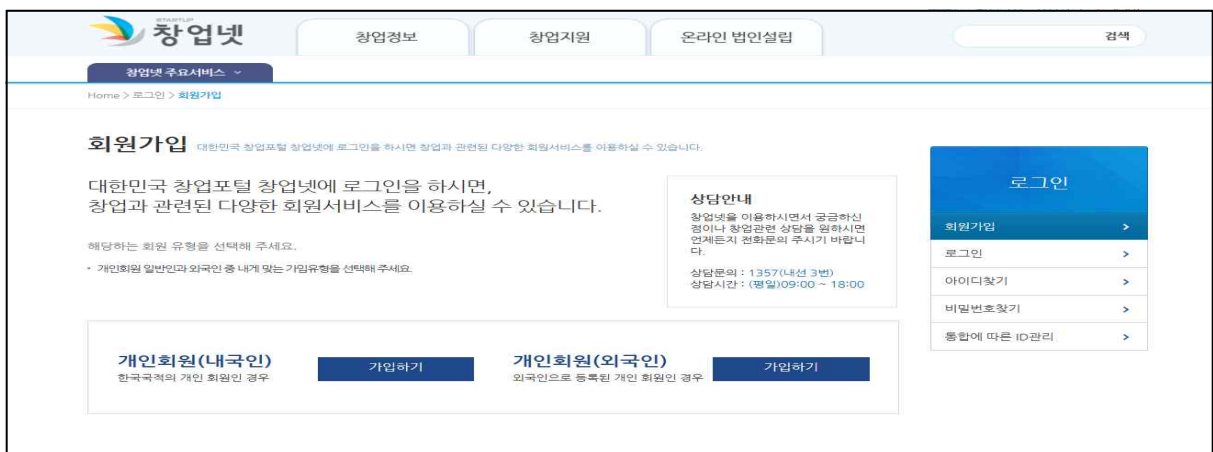 STARTUP
창업넷
창업정보
창업지원
온라인 법인설립
검색
창업넷 주요서비스
Home > 로그인 > 회원가입
회원가입 대한민국 창업포털 창업넷에 로그인을 하시면 창업과 관련된 다양한 회원서비스를 이용하실 수 있습니다.
대한민국 창업포털 창업넷에 로그인을 하시면,
창업과 관련된 다양한 회원서비스를 이용하실 수 있습니다.
해당하는 회원 유형을 선택해 주세요.
• 개인회원 일반인과 외국인 중 내게 맞는 가입유형을 선택해 주세요.
상담안내
창업넷을 이용하시면서 궁금하신
점이나 창업관련 상담을 원하시면
언제든지 전화문의 주시기 바랍니
다.
상담문의 : 1357(내선 3번)
상담시간 : (평일)09:00 ~ 18:00
로그인
회원가입 >
로그인 >
아이디찾기 >
비밀번호찾기 >
통합에 따른 ID관리 >
개인회원(내국인)
한국국적의 개인 회원인 경우
가입하기
개인회원(외국인)
외국인으로 등록된 개인 회원인 경우
가입하기